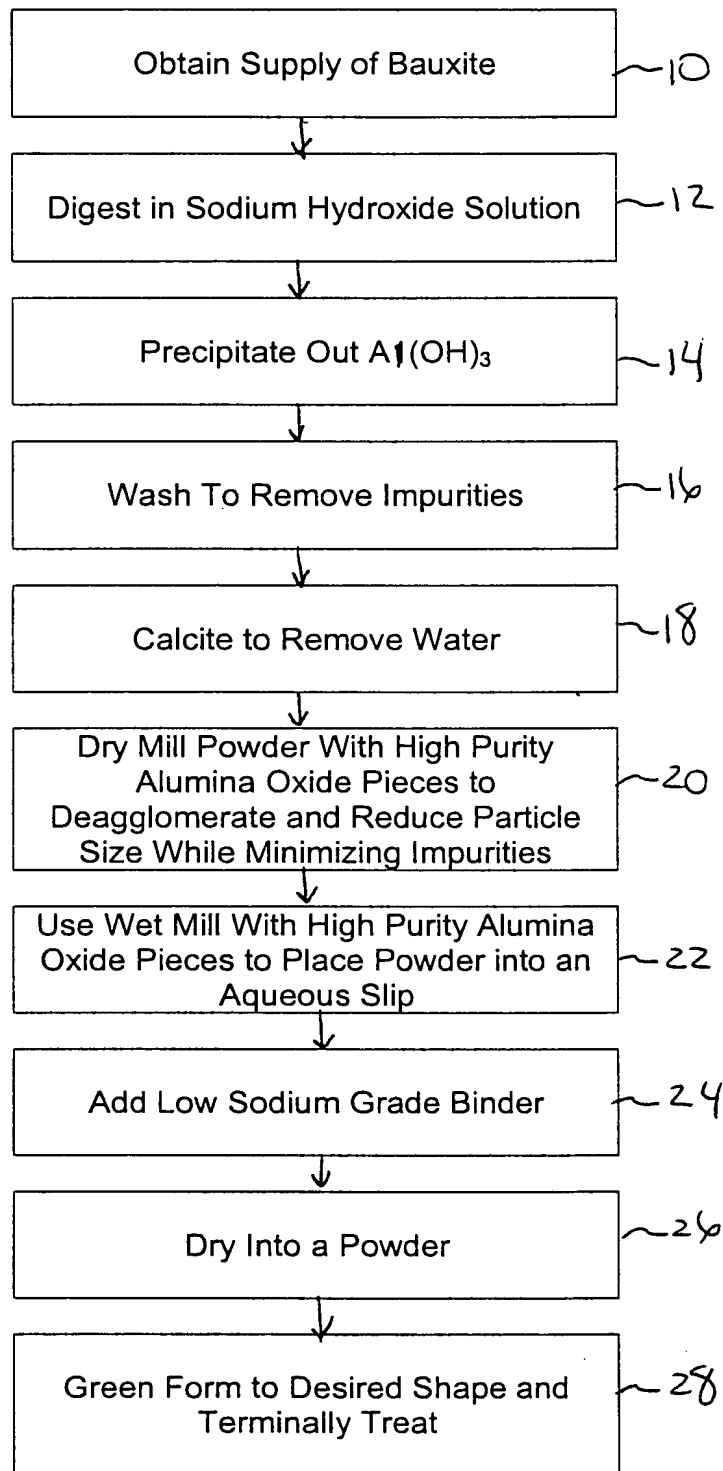 Obtain Supply of Bauxite 10
Digest in Sodium Hydroxide Solution 12
Precipitate Out Al(OH)₃ 14
Wash To Remove Impurities 16
Calcite to Remove Water 18
Dry Mill Powder With High Purity
Alumina Oxide Pieces to 20
Deagglomerate and Reduce Particle
Size While Minimizing Impurities
Use Wet Mill With High Purity Alumina
Oxide Pieces to Place Powder into an 22
Aqueous Slip
Add Low Sodium Grade Binder 24
Dry Into a Powder 26
Green Form to Desired Shape and 28
Terminally Treat